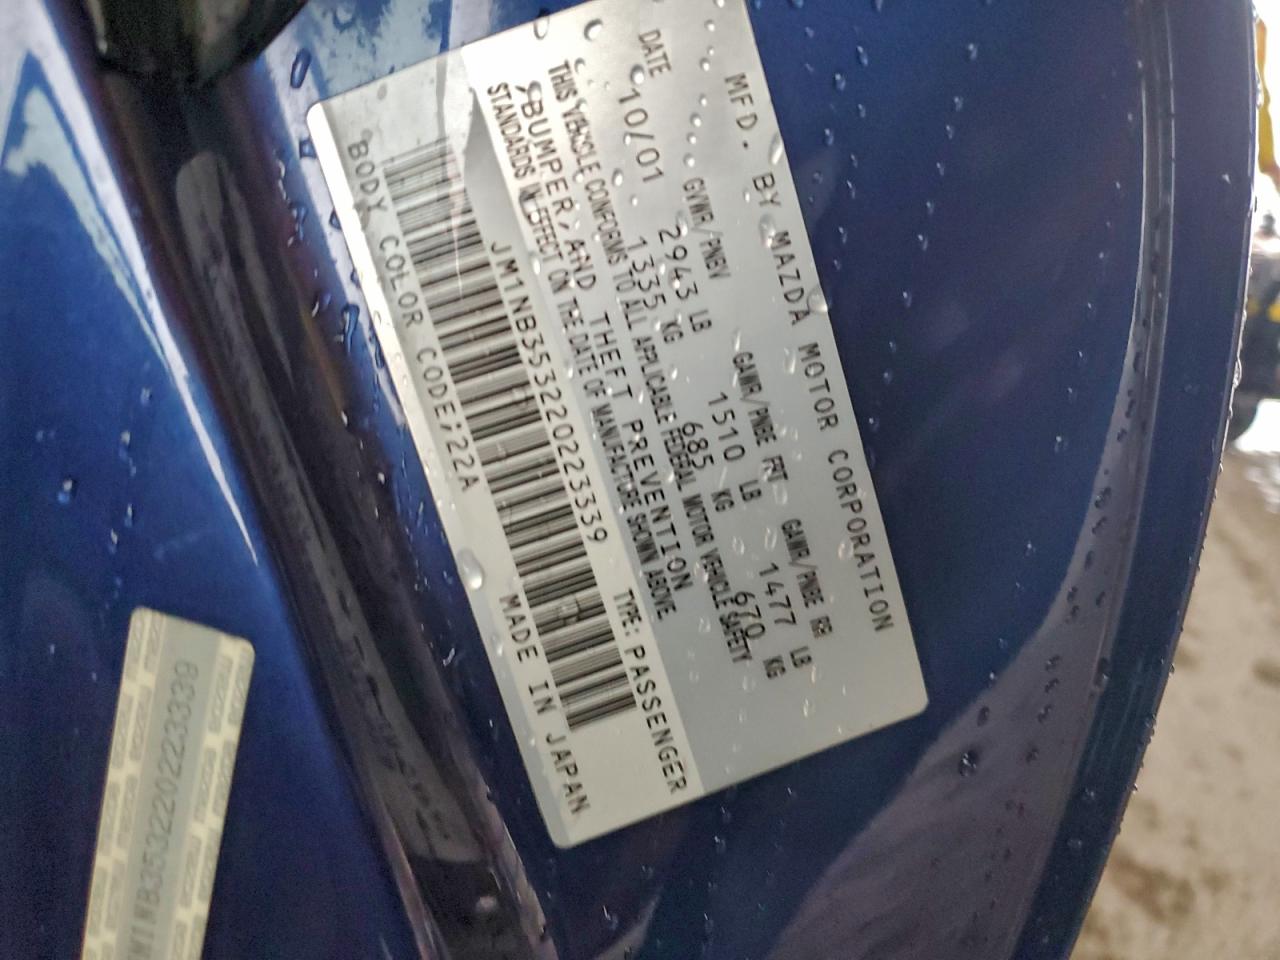 MFD. BY MAZDA MOTOR CORPORATION
DATE GVWR/PNBV GAWR/PNBE FRT GAWR/PNBE RR
10/01 2943 LB 1510 LB 1477 LB
1335 KG 685 KG 670 KG
THIS VEHICLE CONFORMS TO ALL APPLICABLE FEDERAL MOTOR VEHICLE SAFETY
,BUMPER, AND THEFT PREVENTION
STANDARDS IN EFFECT ON THE DATE OF MANUFACTURE SHOWN ABOVE.
JM1NB353220223339 TYPE: PASSENGER
BODY COLOR CODE;22A MADE IN JAPAN
M1NB353220223339